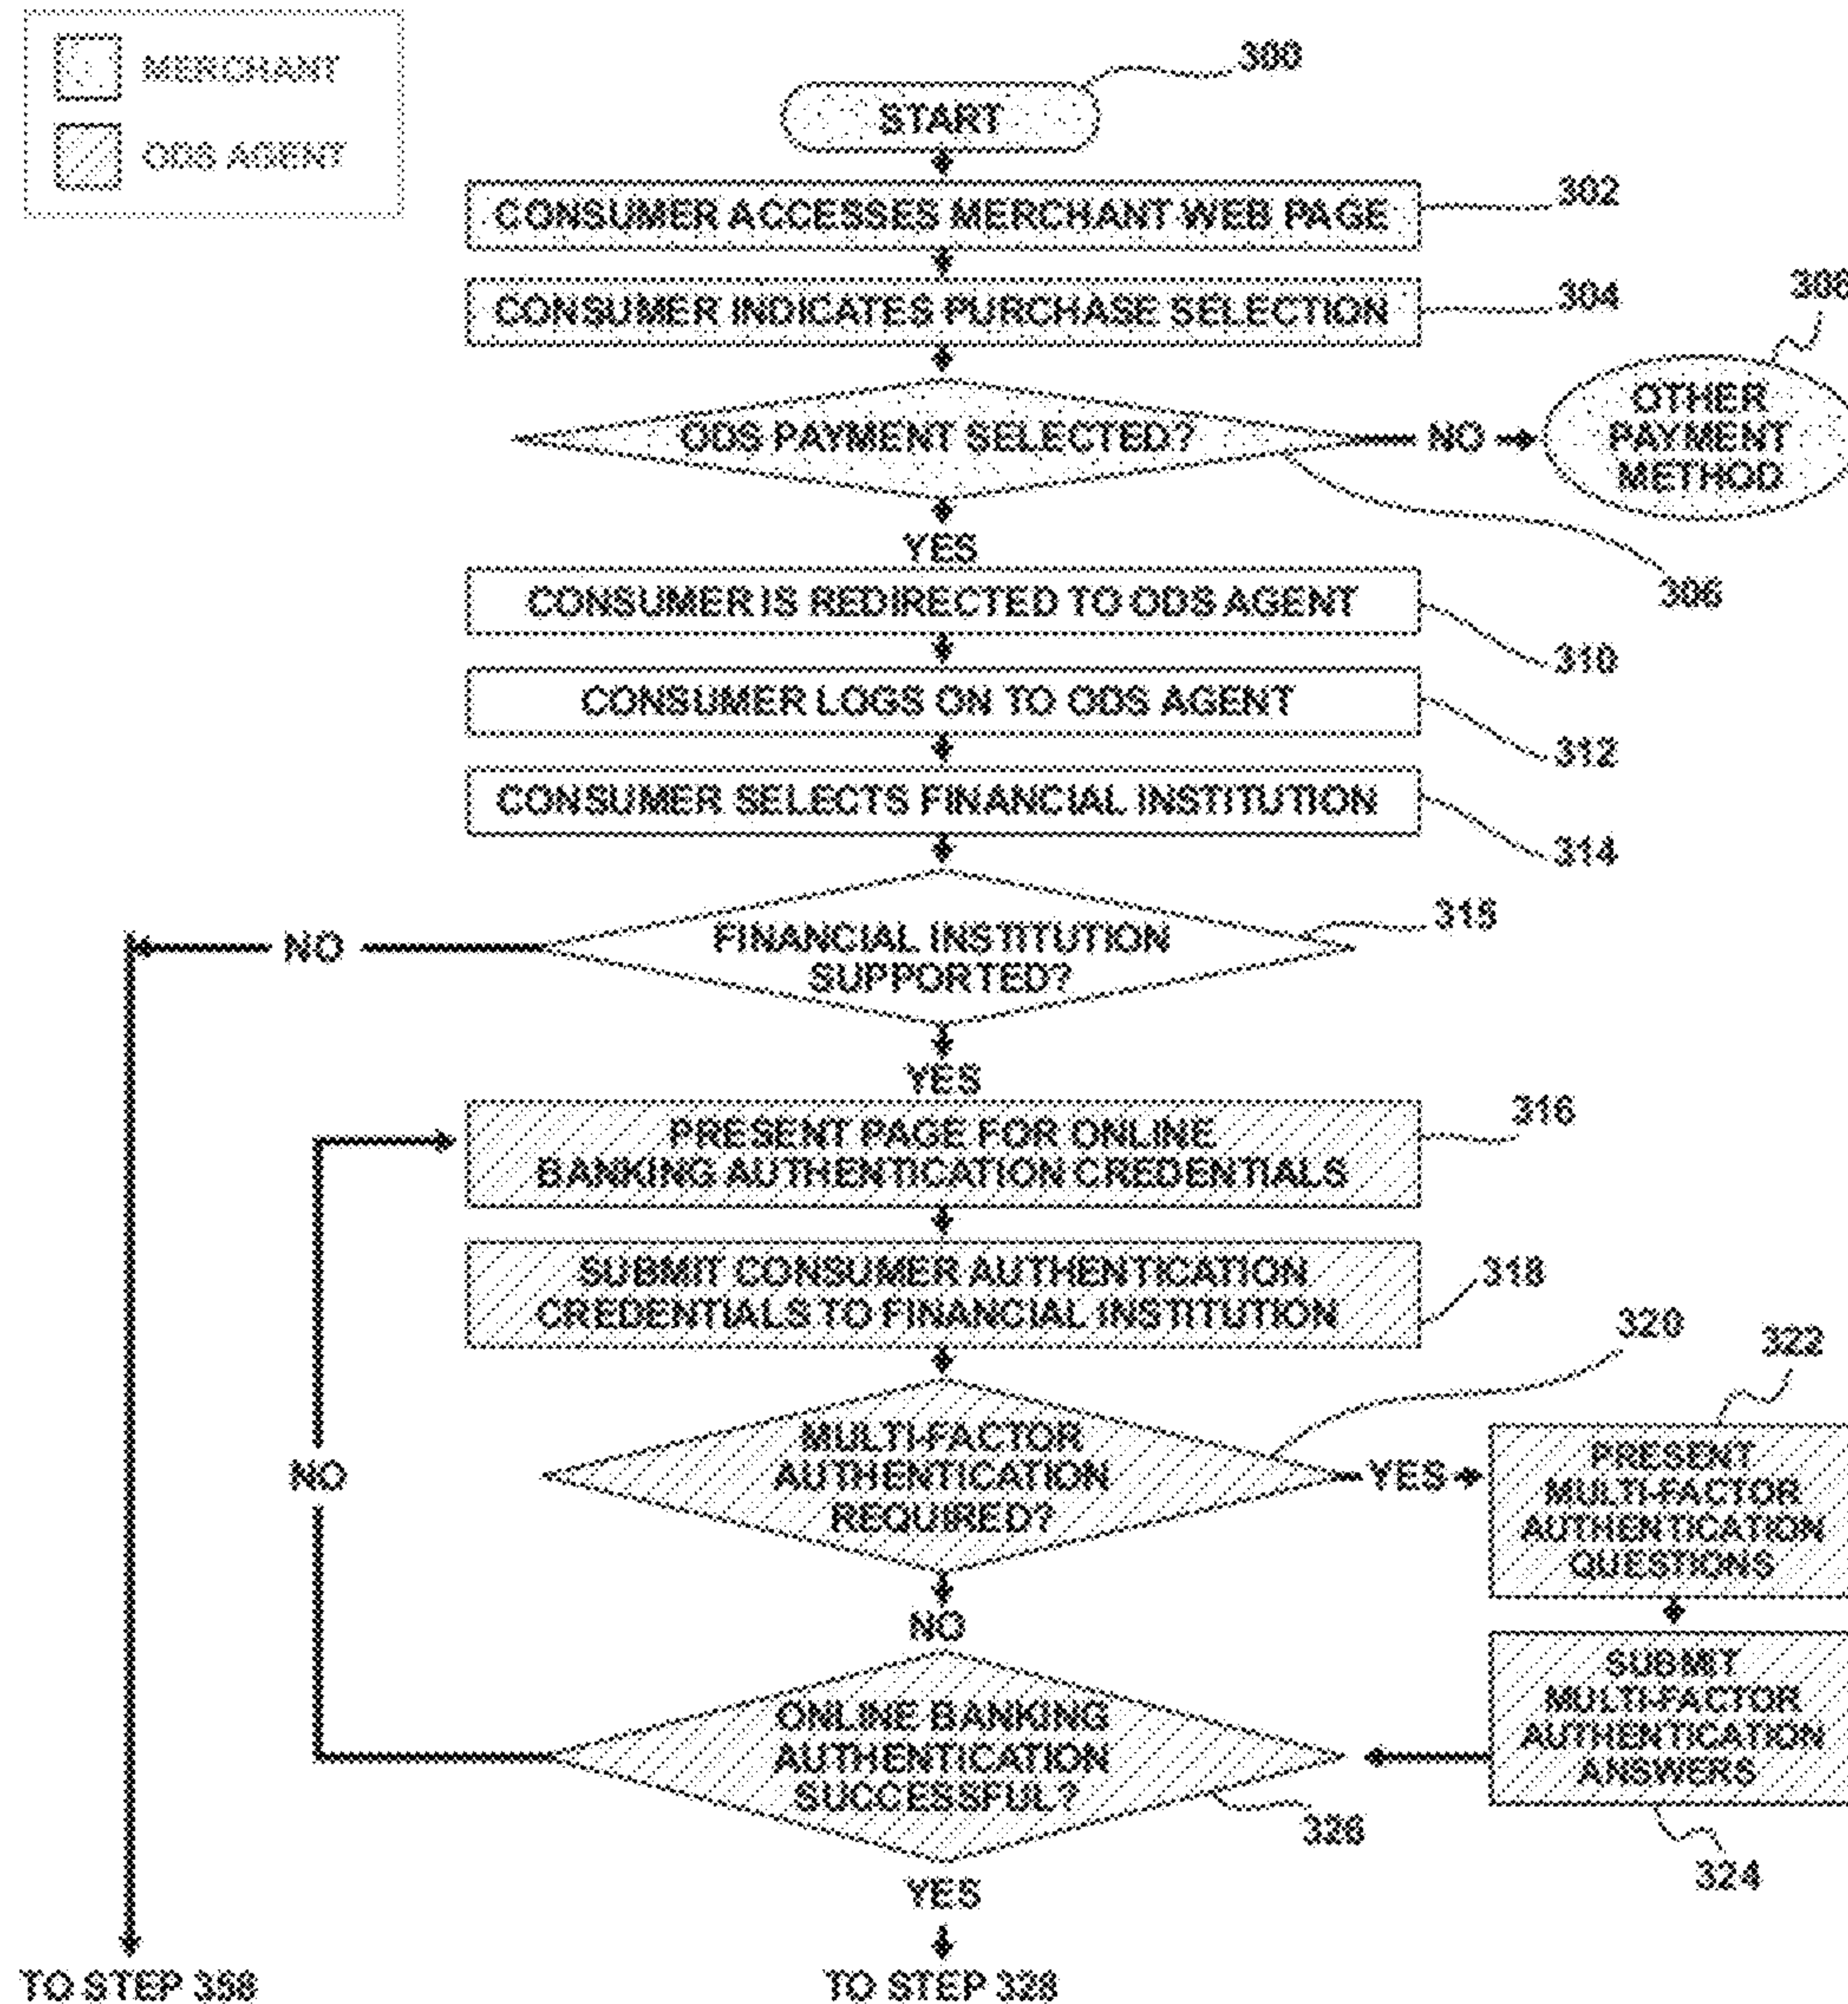 MERCHANT
ODS AGENT
300
START
CONSUMER ACCESSES MERCHANT WEB PAGE
302
CONSUMER INDICATES PURCHASE SELECTION
304
308
ODS PAYMENT SELECTED?
NO
OTHER
PAYMENT
METHOD
306
YES
CONSUMER IS REDIRECTED TO ODS AGENT
310
CONSUMER LOGS ON TO ODS AGENT
312
CONSUMER SELECTS FINANCIAL INSTITUTION
314
315
FINANCIAL INSTITUTION
SUPPORTED?
NO
YES
PRESENT PAGE FOR ONLINE
BANKING AUTHENTICATION CREDENTIALS
316
SUBMIT CONSUMER AUTHENTICATION
CREDENTIALS TO FINANCIAL INSTITUTION
318
320
322
MULTI-FACTOR
AUTHENTICATION
REQUIRED?
YES
PRESENT
MULTI-FACTOR
AUTHENTICATION
QUESTIONS
NO
NO
SUBMIT
MULTI-FACTOR
AUTHENTICATION
ANSWERS
ONLINE BANKING
AUTHENTICATION
SUCCESSFUL?
326
324
YES
TO STEP 358
TO STEP 328